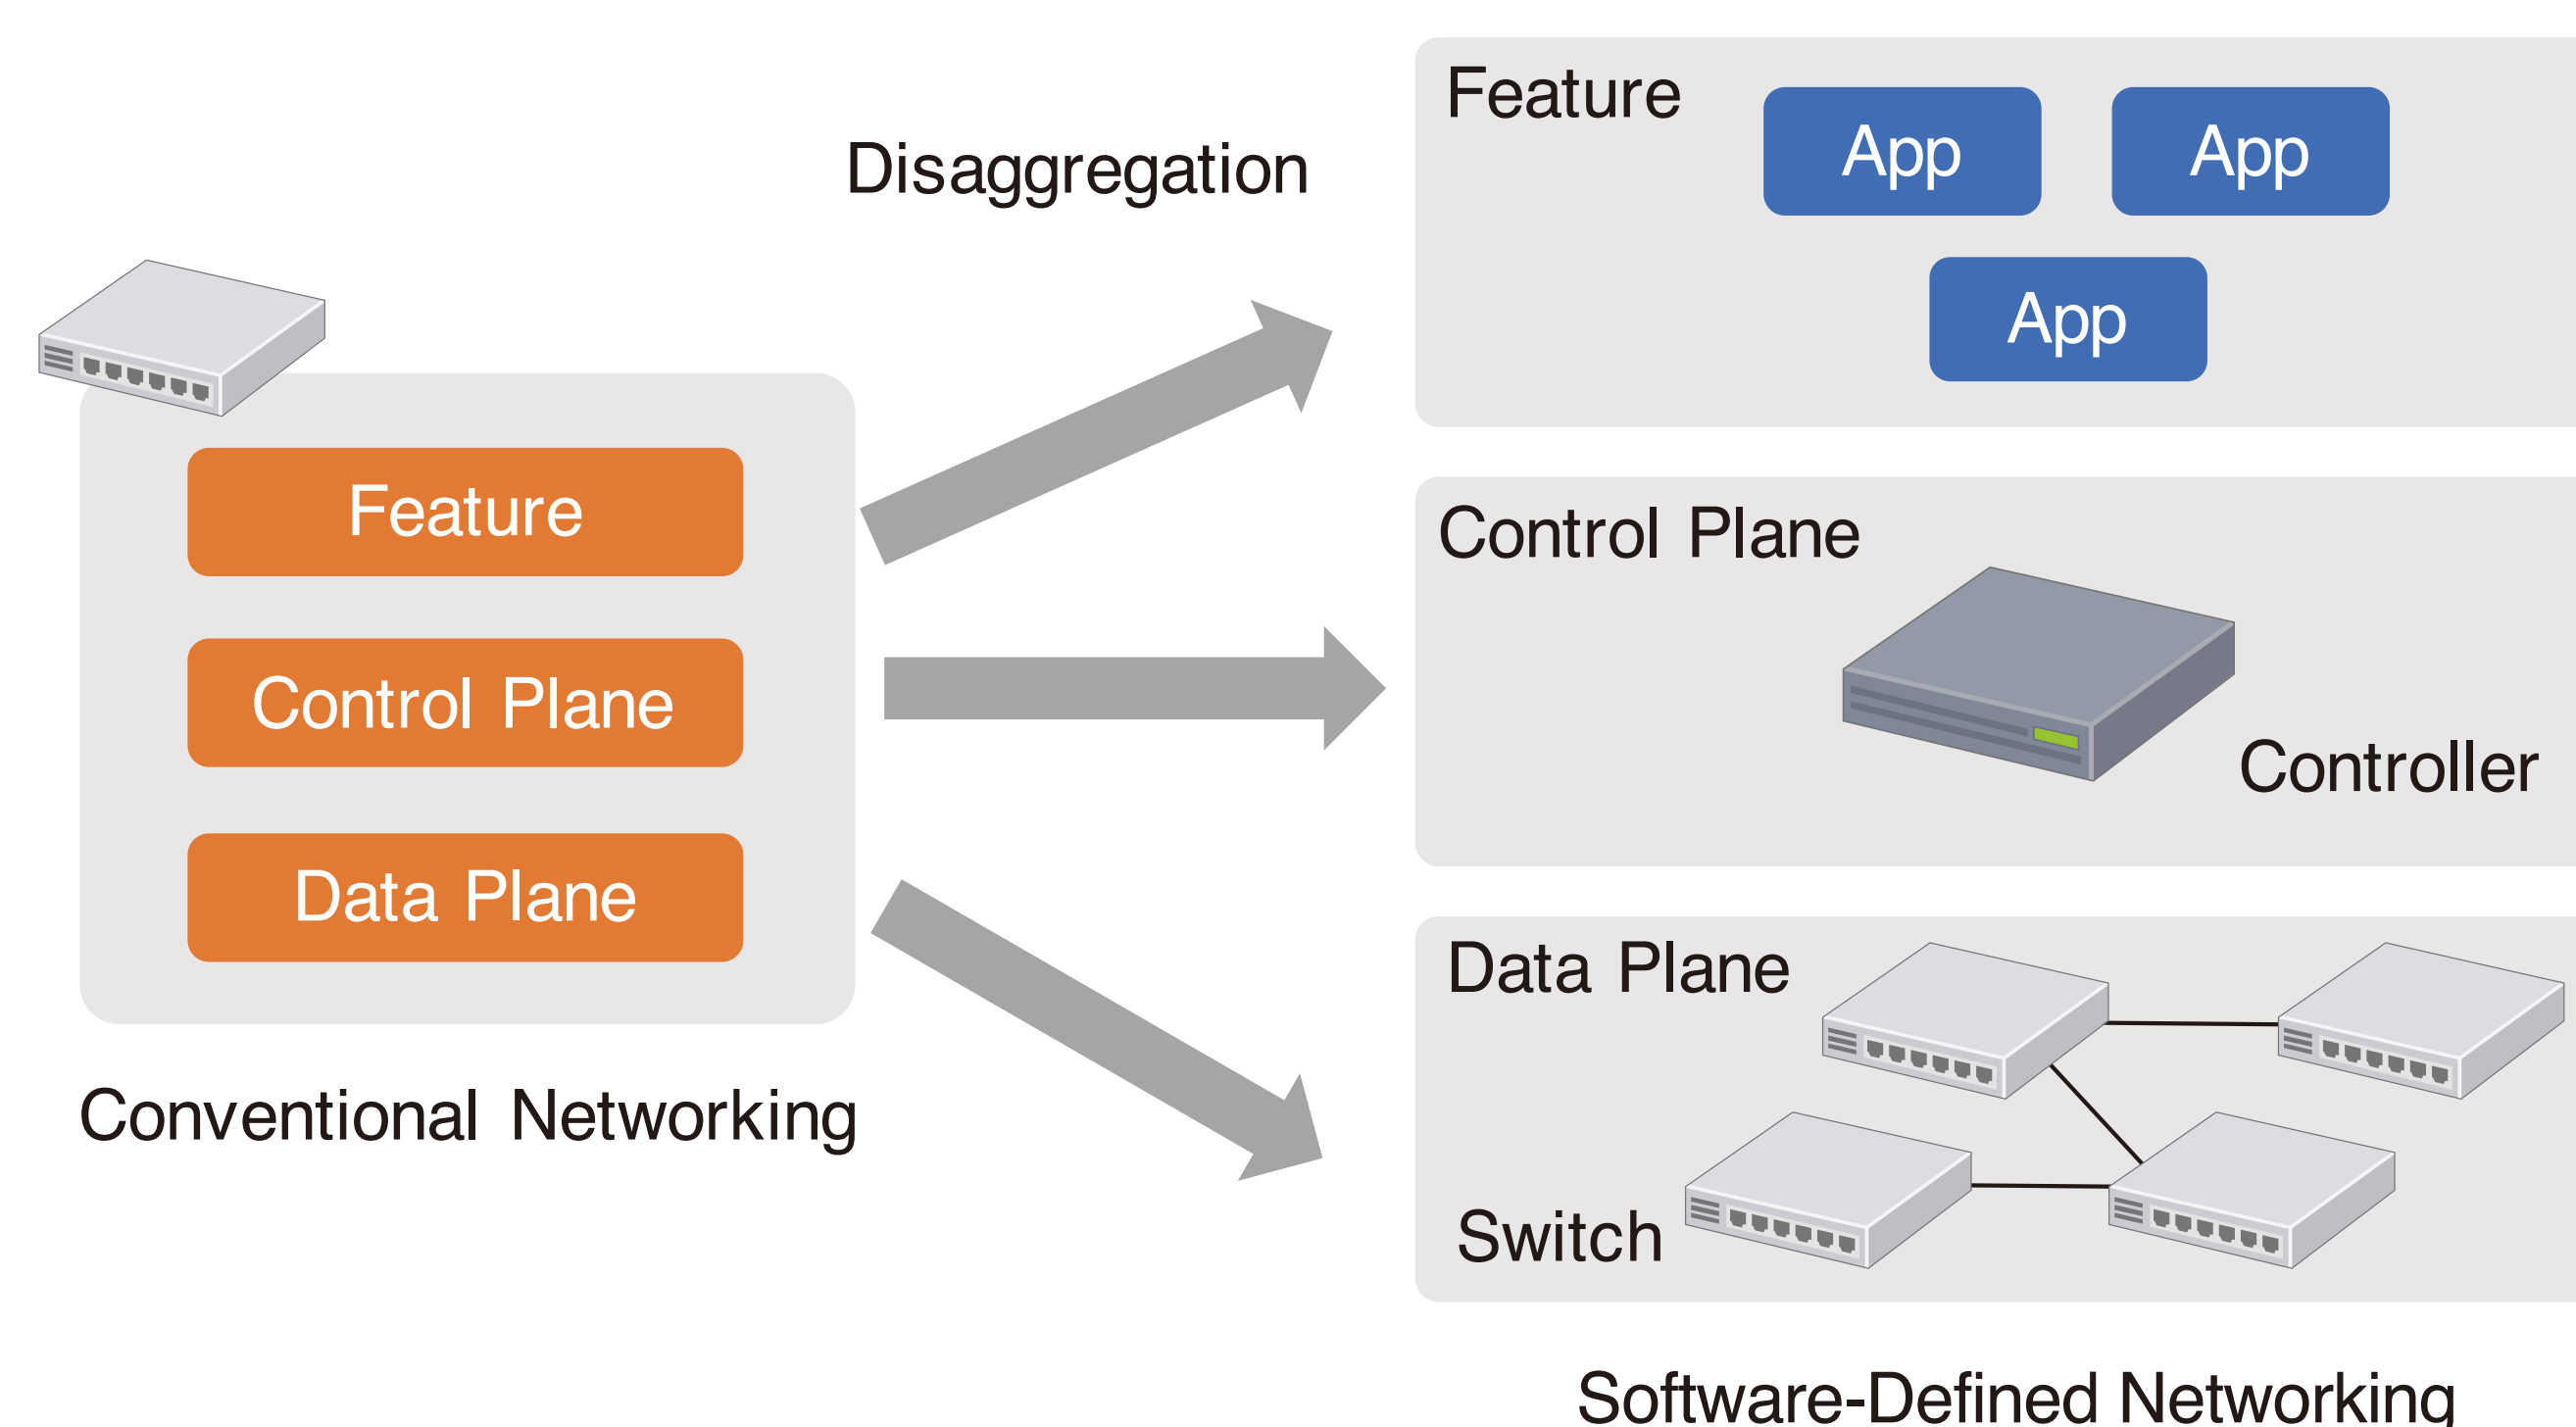 Disaggregation
Feature
Control Plane
Data Plane
Conventional Networking
Feature
App
App
App
Control Plane
Controller
Data Plane
Switch
Software-Defined Networking